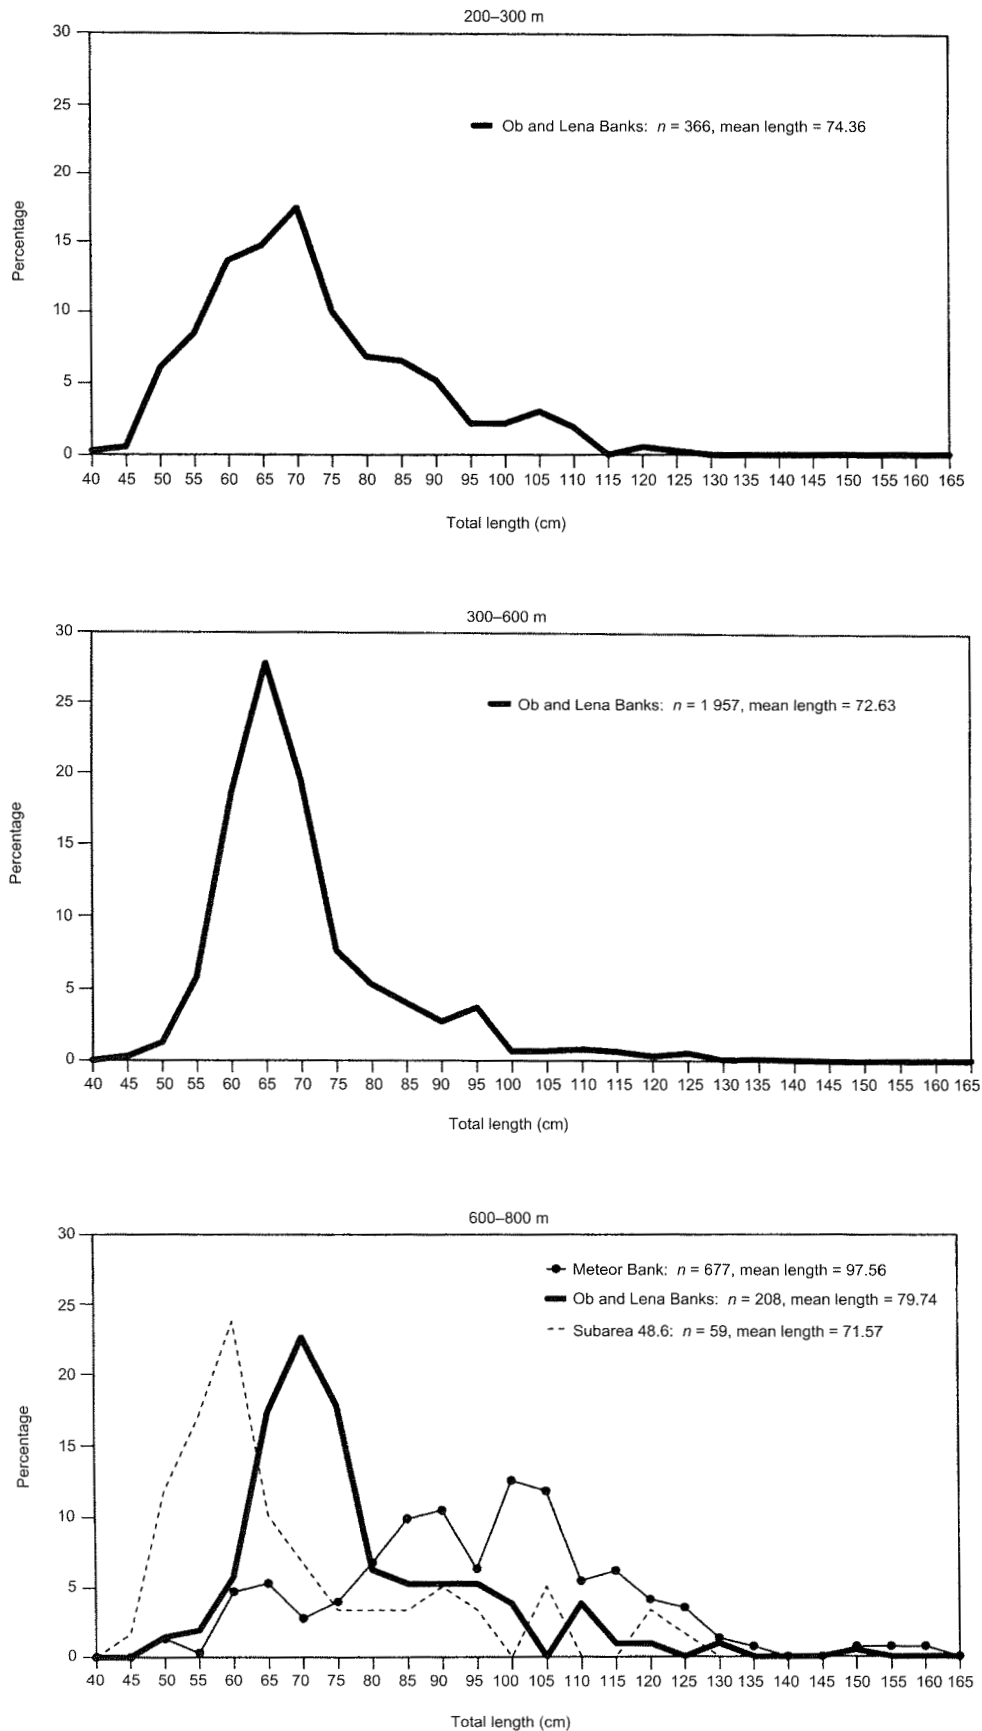 200–300 m
30
25
20
15
10
5
0
Percentage
Ob and Lena Banks: n = 366, mean length = 74.36
40 45 50 55 60 65 70 75 80 85 90 95 100 105 110 115 120 125 130 135 140 145 150 155 160 165
Total length (cm)
300–600 m
30
25
20
15
10
5
0
Percentage
Ob and Lena Banks: n = 1 957, mean length = 72.63
40 45 50 55 60 65 70 75 80 85 90 95 100 105 110 115 120 125 130 135 140 145 150 155 160 165
Total length (cm)
600–800 m
30
25
20
15
10
5
0
Percentage
Meteor Bank: n = 677, mean length = 97.56
Ob and Lena Banks: n = 208, mean length = 79.74
Subarea 48.6: n = 59, mean length = 71.57
40 45 50 55 60 65 70 75 80 85 90 95 100 105 110 115 120 125 130 135 140 145 150 155 160 165
Total length (cm)